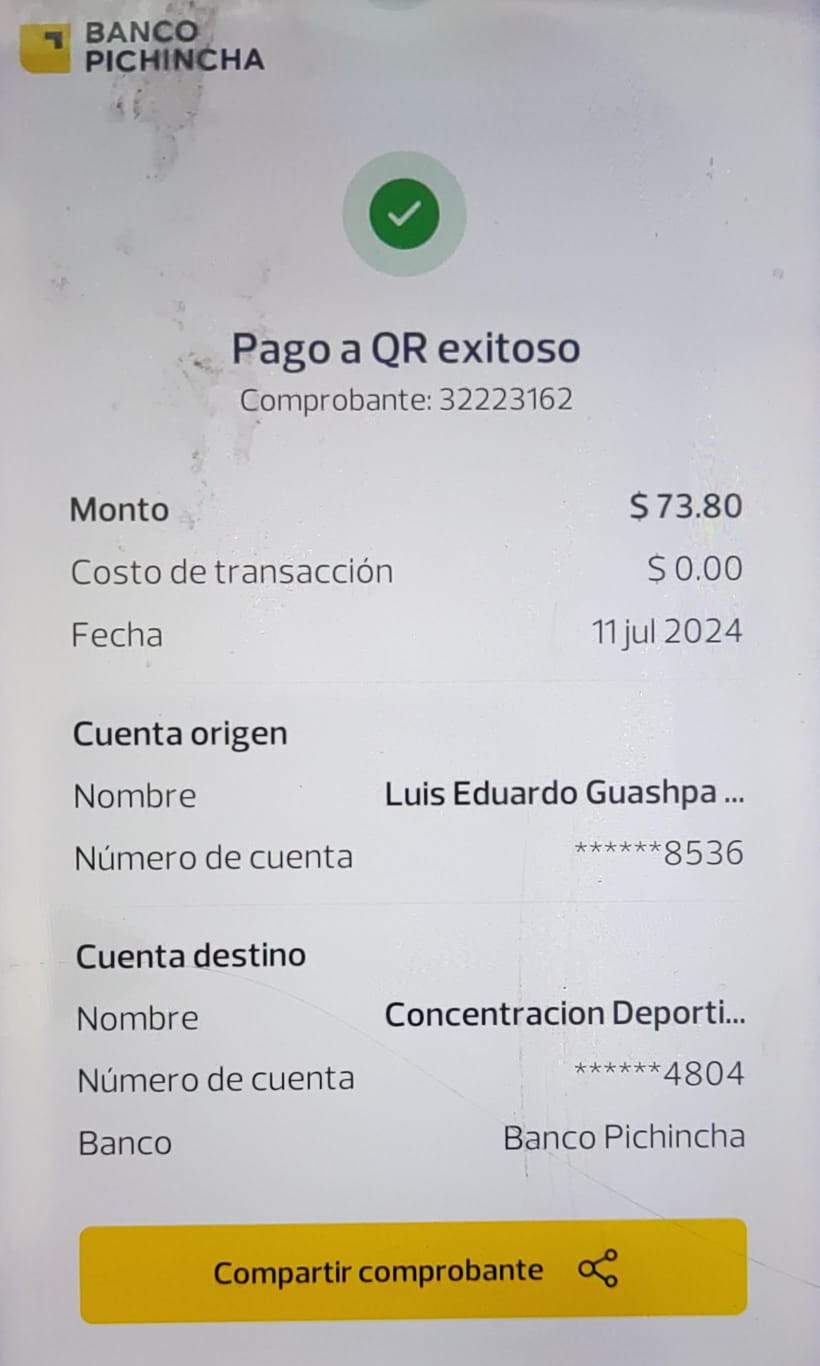 BANCO
PICHINCHA
Pago a QR exitoso
Comprobante: 32223162
Monto $ 73.80
Costo de transacción $ 0.00
Fecha 11 jul 2024
Cuenta origen
Nombre Luis Eduardo Guashpa ...
Número de cuenta ******8536
Cuenta destino
Nombre Concentracion Deporti...
Número de cuenta ******4804
Banco Banco Pichincha
Compartir comprobante